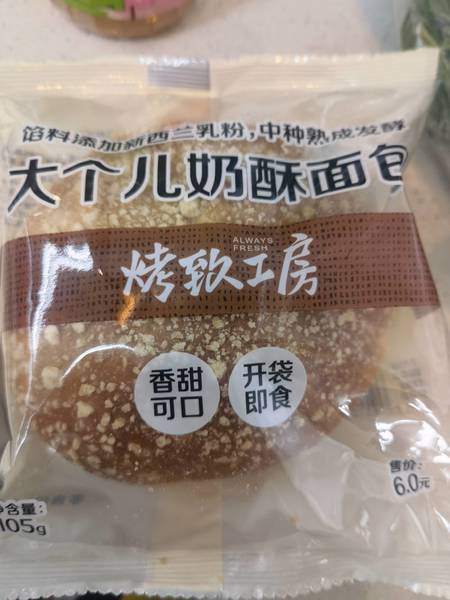 馅料添加新西兰乳粉,中种熟成发酵
大个儿奶酥面包
ALWAYS
FRESH
烤致工房
香甜
可口
开袋
即食
售价:
6.0元
净含量:
105g